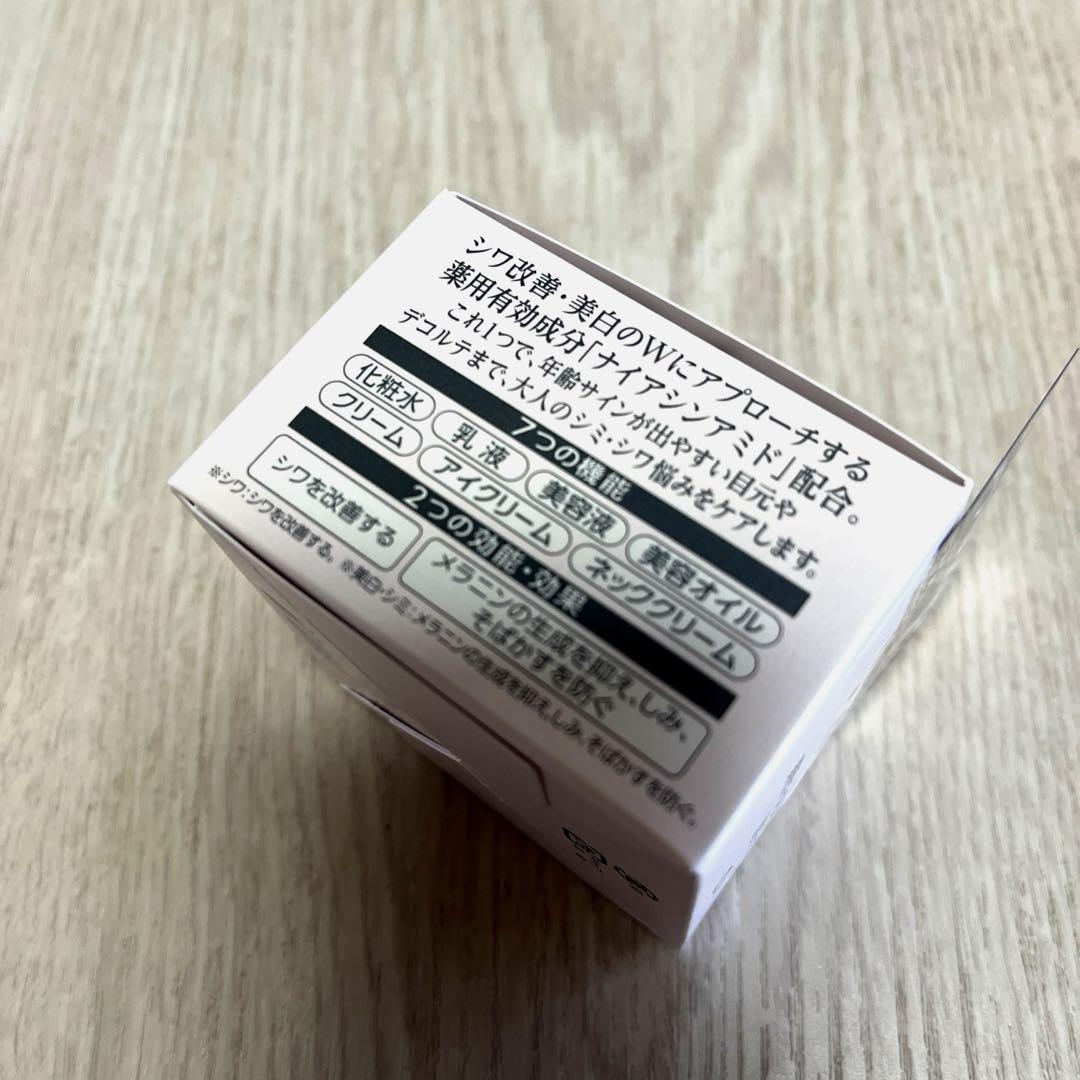 シワ改善・美白のWにアプローチする
薬用有効成分「ナイアシンアミド」配合。
これ1つで、年齢サインが出やすい目元や
デコルテまで、大人のシミ・シワ悩みをケアします。
7つの機能
化粧水 乳液 美容液 美容オイル
クリーム アイクリーム ネッククリーム
2つの効能・効果
シワを改善する
メラニンの生成を抑え、しみ、
そばかすを防ぐ
※シワ:シワを改善する。※美白・シミ:メラニンの生成を抑え、しみ、そばかすを防ぐ。